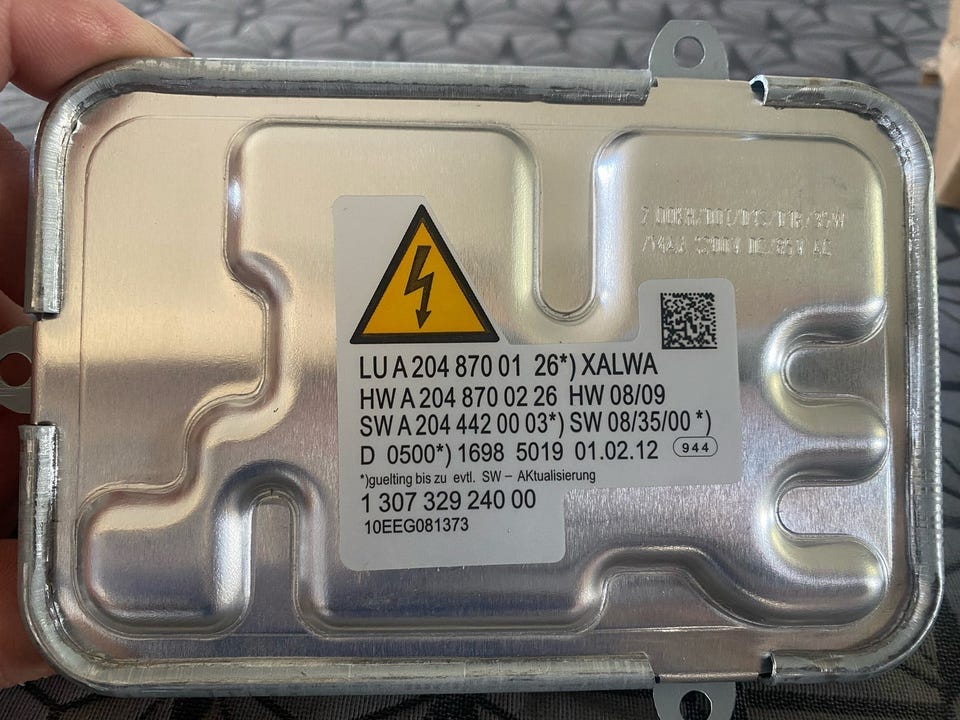 LU A 204 870 01 26*) XALWA
HW A 204 870 02 26 HW 08/09
SW A 204 442 00 03*) SW 08/35/00 *)
D 0500*) 1698 5019 01.02.12 944
*)guelting bis zu evtl. SW – AKtualisierung
1 307 329 240 00
10EEG081373